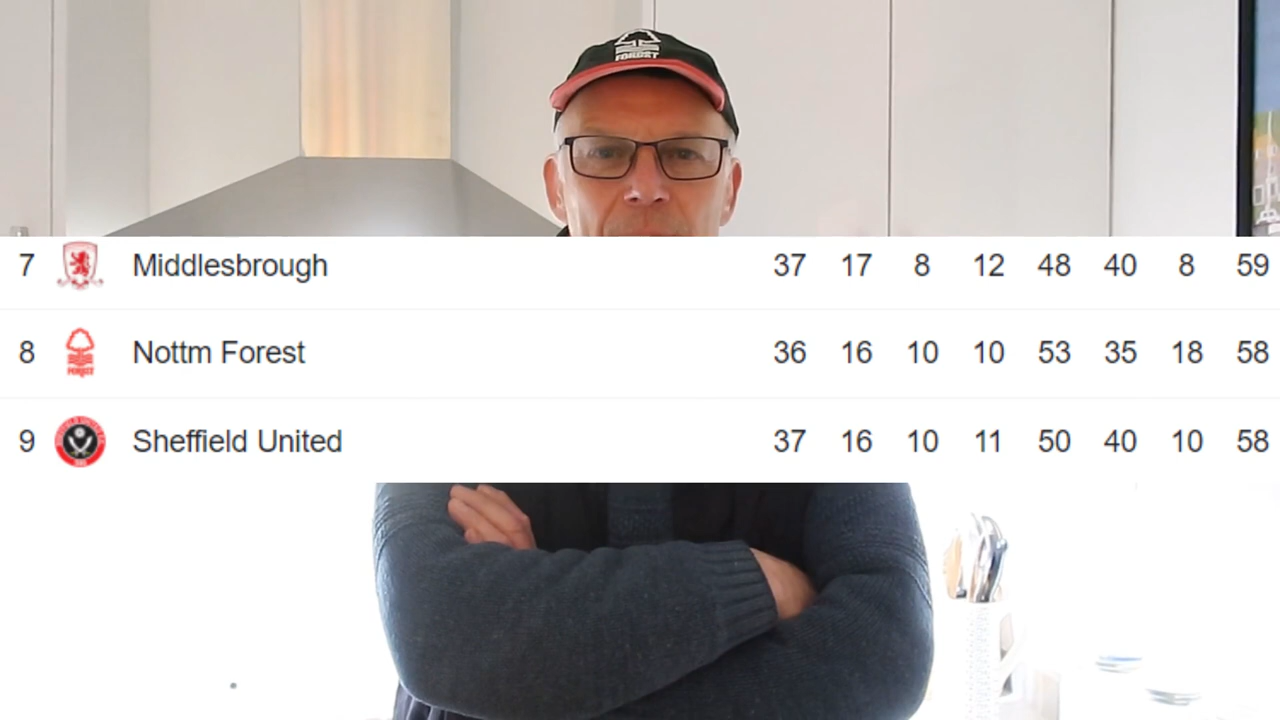 FOREST
7 Middlesbrough 37 17 8 12 48 40 8 59
8 FOREST Nottm Forest 36 16 10 10 53 35 18 58
9 Sheffield United 37 16 10 11 50 40 10 58